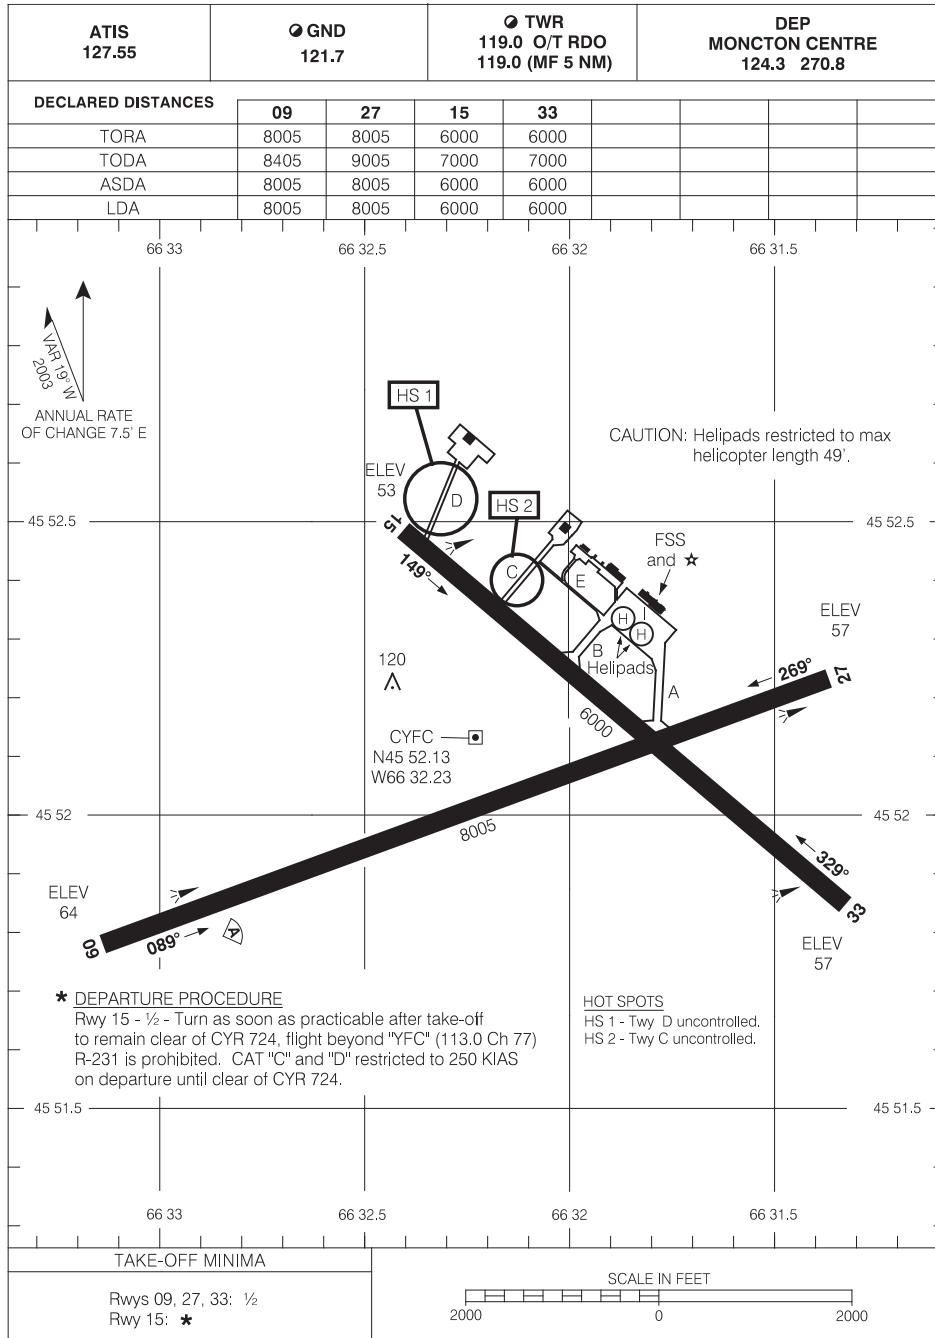 ATIS
127.55
GND
121.7
TWR
119.0 O/T RDO
119.0 (MF 5 NM)
DEP
MONCTON CENTRE
124.3 270.8
DECLARED DISTANCES 09 27 15 33
TORA 8005 8005 6000 6000
TODA 8405 9005 7000 7000
ASDA 8005 8005 6000 6000
LDA 8005 8005 6000 6000
66 33 66 32.5 66 32 66 31.5
VAR 19° W
2003
ANNUAL RATE
OF CHANGE 7.5' E
HS 1
CAUTION: Helipads restricted to max
helicopter length 49'.
ELEV
53
D
HS 2
45 52.5 45 52.5
15
149°
C
E
FSS
and ☆
I
H
H
B
Helipads
A
ELEV
57
27
269°
120
6000
CYFC
N45 52.13
W66 32.23
45 52 45 52
8005
329°
33
ELEV
57
ELEV
64
09
089°
A
* DEPARTURE PROCEDURE
Rwy 15 - ½ - Turn as soon as practicable after take-off
to remain clear of CYR 724, flight beyond "YFC" (113.0 Ch 77)
R-231 is prohibited. CAT "C" and "D" restricted to 250 KIAS
on departure until clear of CYR 724.
HOT SPOTS
HS 1 - Twy D uncontrolled.
HS 2 - Twy C uncontrolled.
45 51.5 45 51.5
66 33 66 32.5 66 32 66 31.5
TAKE-OFF MINIMA
Rwys 09, 27, 33: ½
Rwy 15: *
SCALE IN FEET
2000 0 2000